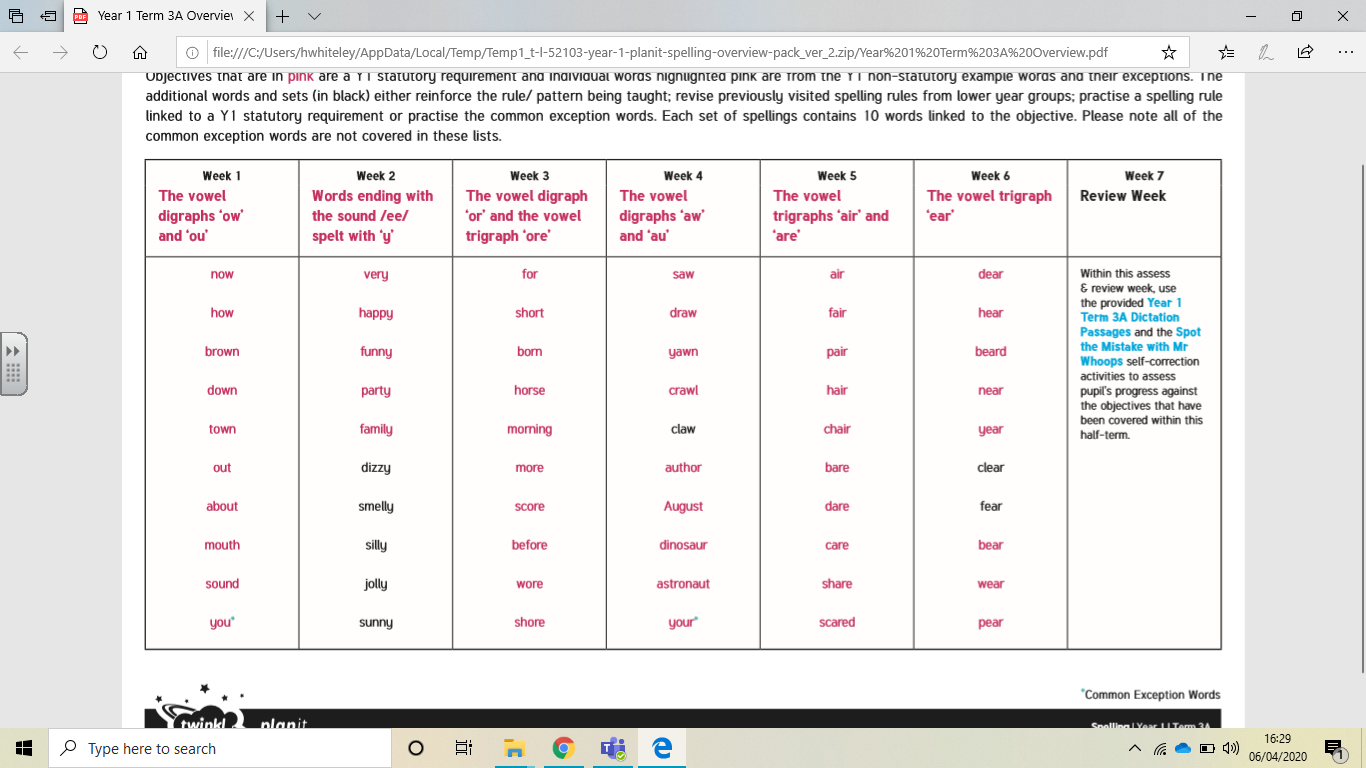 Year 1 Term 3A Overview
file:///C:/Users/hwhiteley/AppData/Local/Temp/Temp1_t-l-52103-year-1-planit-spelling-overview-pack_ver_2.zip/Year%201%20Term%203A%20Overview.pdf
Objectives that are in pink are a Y1 statutory requirement and individual words highlighted pink are from the Y1 non-statutory example words and their exceptions. The
additional words and sets (in black) either reinforce the rule/ pattern being taught; revise previously visited spelling rules from lower year groups; practise a spelling rule
linked to a Y1 statutory requirement or practise the common exception words. Each set of spellings contains 10 words linked to the objective. Please note all of the
common exception words are not covered in these lists.
Week 1
The vowel
digraphs ‘ow’
and ‘ou’
now
how
brown
down
town
out
about
mouth
sound
you*
Week 2
Words ending with
the sound /ee/
spelt with ‘y’
very
happy
funny
party
family
dizzy
smelly
silly
jolly
sunny
Week 3
The vowel digraph
‘or’ and the vowel
trigraph ‘ore’
for
short
born
horse
morning
more
score
before
wore
shore
Week 4
The vowel
digraphs ‘aw’
and ‘au’
saw
draw
yawn
crawl
claw
author
August
dinosaur
astronaut
your*
Week 5
The vowel
trigraphs ‘air’ and
‘are’
air
fair
pair
hair
chair
bare
dare
care
share
scared
Week 6
The vowel trigraph
‘ear’
dear
hear
beard
near
year
clear
fear
bear
wear
pear
Week 7
Review Week
Within this assess
& review week, use
the provided Year 1
Term 3A Dictation
Passages and the Spot
the Mistake with Mr
Whoops self-correction
activities to assess
pupil’s progress against
the objectives that have
been covered within this
half-term.
*Common Exception Words
twinkl planit
Spelling | Year 1 | Term 3A
Type here to search
16:29
06/04/2020